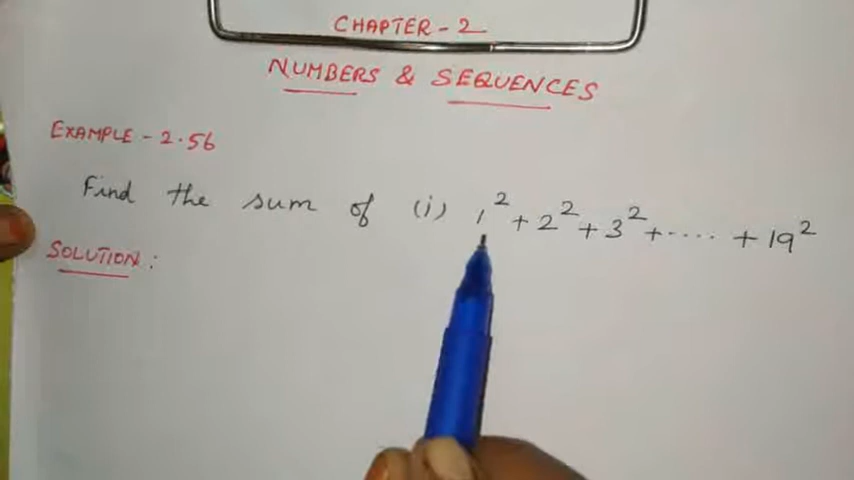 CHAPTER - 2
NUMBERS & SEQUENCES
EXAMPLE - 2.56
Find the sum of (i) 1² + 2² + 3² + ..... + 19²
SOLUTION :